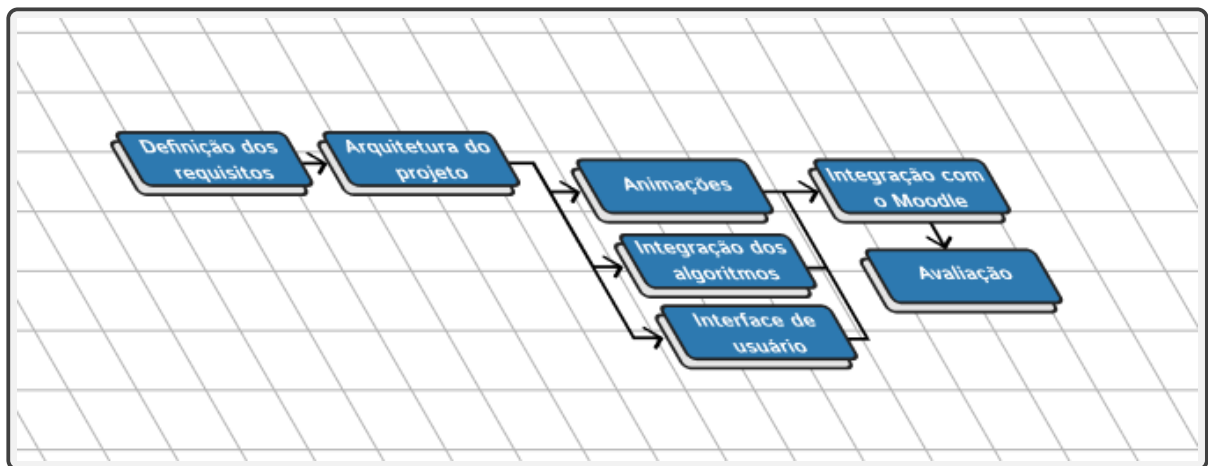 Definição dos
requisitos
Arquitetura do
projeto
Animações
Integração dos
algoritmos
Interface de
usuário
Integração com
o Moodle
Avaliação